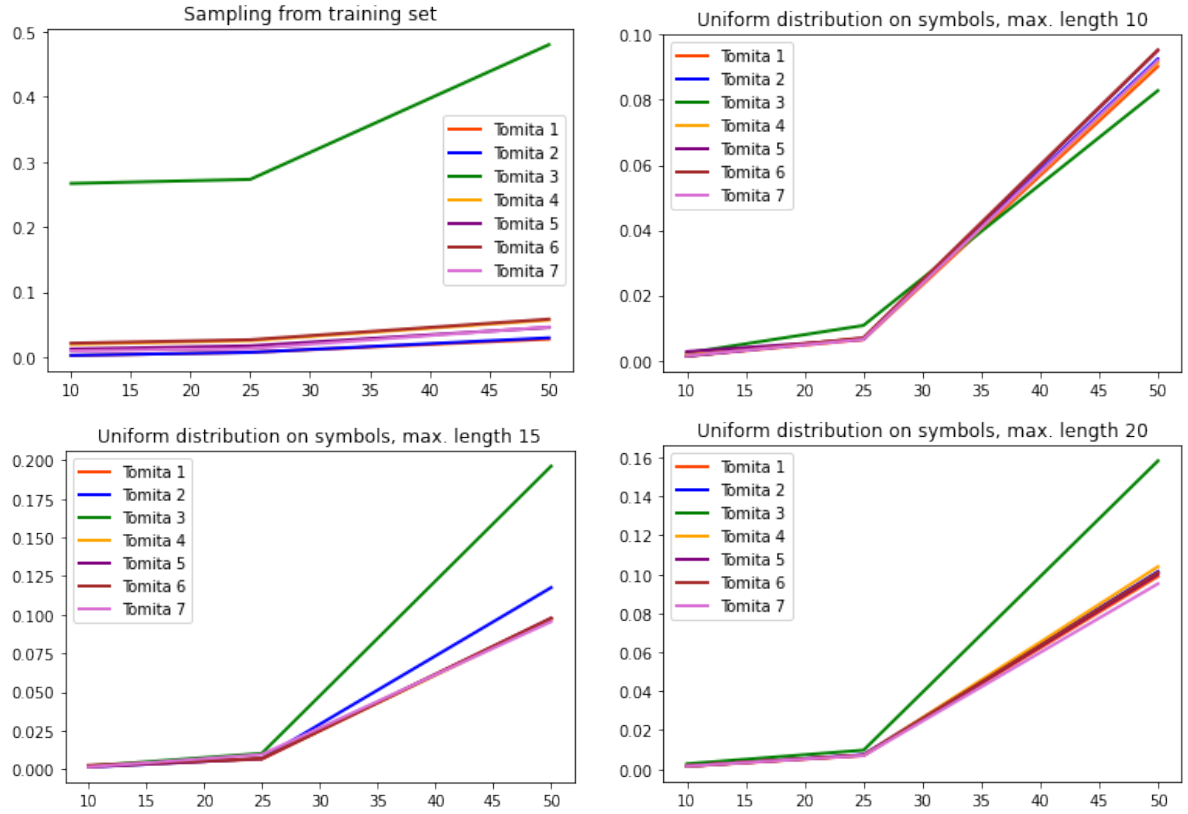 Sampling from training set
0.5
0.4
0.3
0.2
0.1
0.0
Tomita 1
Tomita 2
Tomita 3
Tomita 4
Tomita 5
Tomita 6
Tomita 7
10 15 20 25 30 35 40 45 50
Uniform distribution on symbols, max. length 10
0.10
0.08
0.06
0.04
0.02
0.00
Tomita 1
Tomita 2
Tomita 3
Tomita 4
Tomita 5
Tomita 6
Tomita 7
10 15 20 25 30 35 40 45 50
Uniform distribution on symbols, max. length 15
0.200
0.175
0.150
0.125
0.100
0.075
0.050
0.025
0.000
Tomita 1
Tomita 2
Tomita 3
Tomita 4
Tomita 5
Tomita 6
Tomita 7
10 15 20 25 30 35 40 45 50
Uniform distribution on symbols, max. length 20
0.16
0.14
0.12
0.10
0.08
0.06
0.04
0.02
0.00
Tomita 1
Tomita 2
Tomita 3
Tomita 4
Tomita 5
Tomita 6
Tomita 7
10 15 20 25 30 35 40 45 50